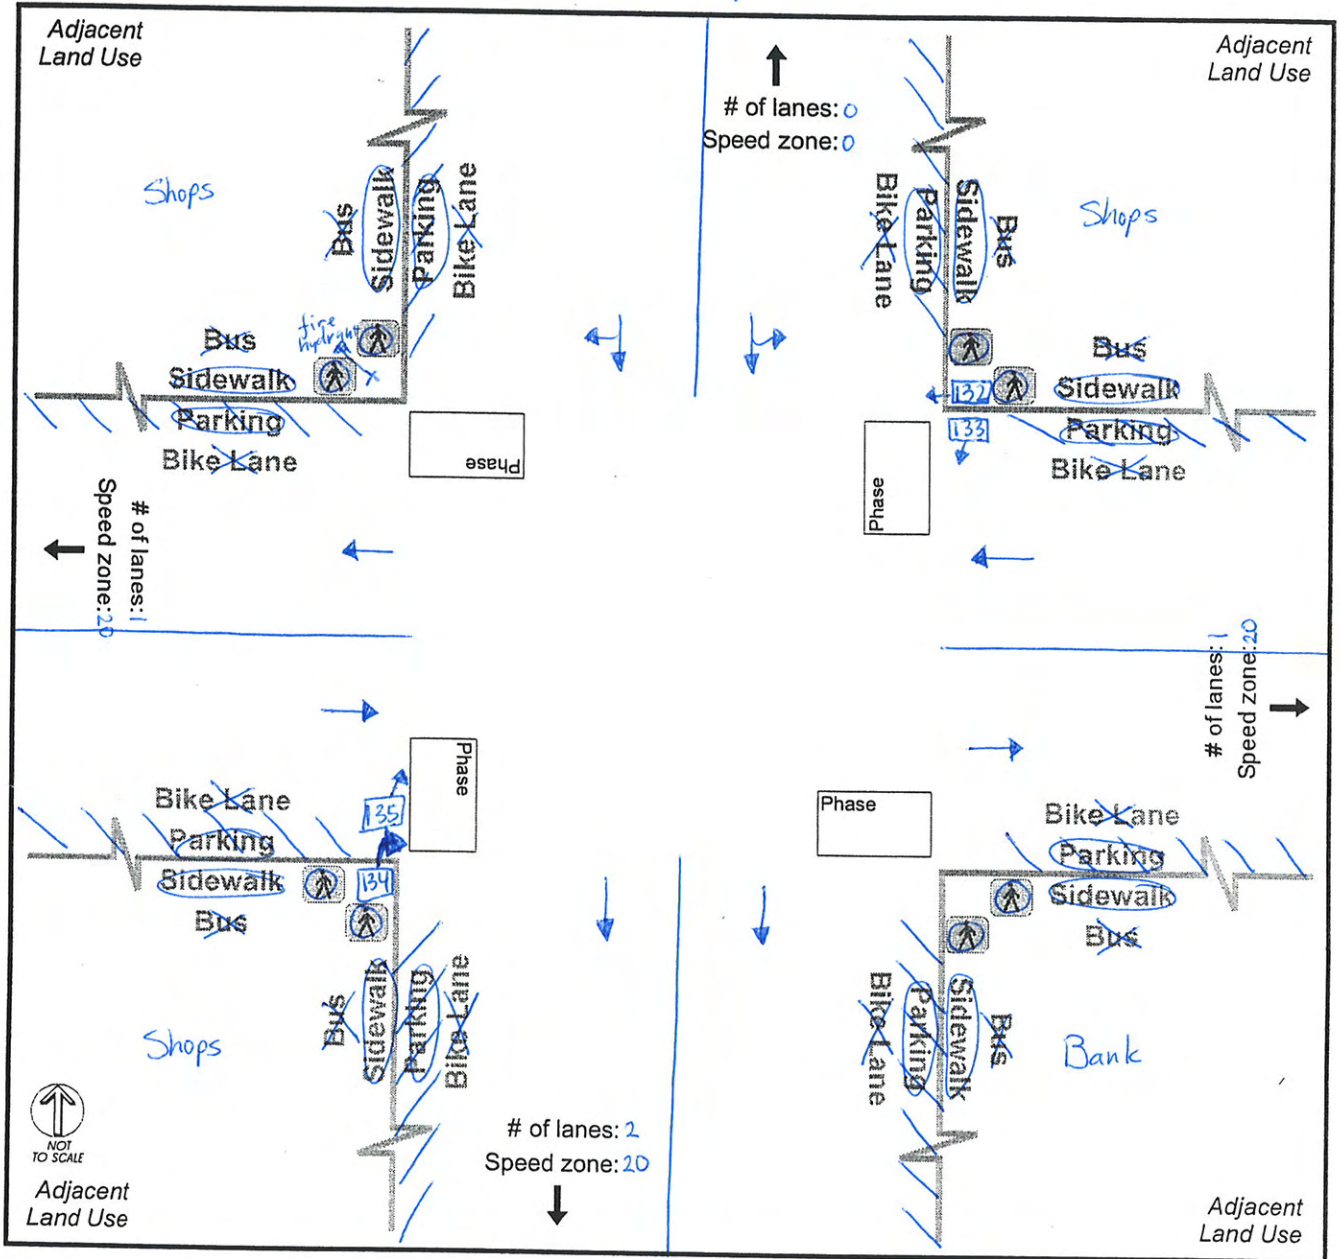 Adjacent
Land Use
Adjacent
Land Use
# of lanes: 0
Speed zone: 0
Shops
Bus
Sidewalk
Parking
Bike Lane
Bike Lane
Parking
Sidewalk
Bus
Shops
fire
hydrant
Bus
Sidewalk
Parking
Bike Lane
Phase
132
133
Phase
Bus
Sidewalk
Parking
Bike Lane
# of lanes: 1
Speed zone: 20
# of lanes: 1
Speed zone: 20
Bike Lane
Parking
Sidewalk
Bus
135
134
Phase
Phase
Bike Lane
Parking
Sidewalk
Bus
Shops
Bus
Sidewalk
Parking
Bike Lane
Bike Lane
Parking
Sidewalk
Bus
Bank
# of lanes: 2
Speed zone: 20
NOT
TO SCALE
Adjacent
Land Use
Adjacent
Land Use